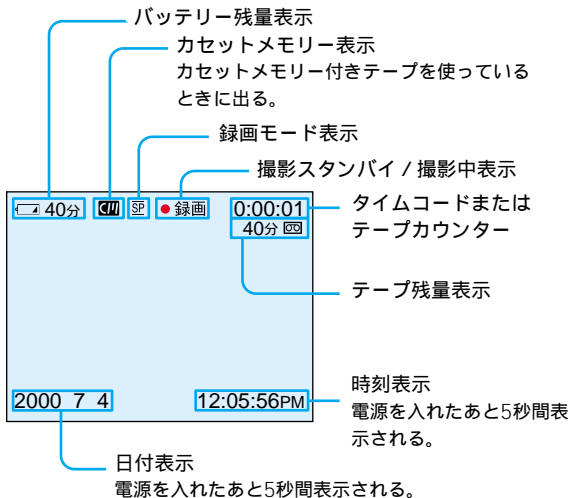 バッテリー残量表示
カセットメモリー表示
カセットメモリー付きテープを使っている
ときに出る。
録画モード表示
撮影スタンバイ / 撮影中表示
40分 CM SP ●録画 0:00:01
タイムコードまたは
テープカウンター
40分
テープ残量表示
2000 7 4 12:05:56PM
時刻表示
電源を入れたあと5秒間表
示される。
日付表示
電源を入れたあと5秒間表示される。